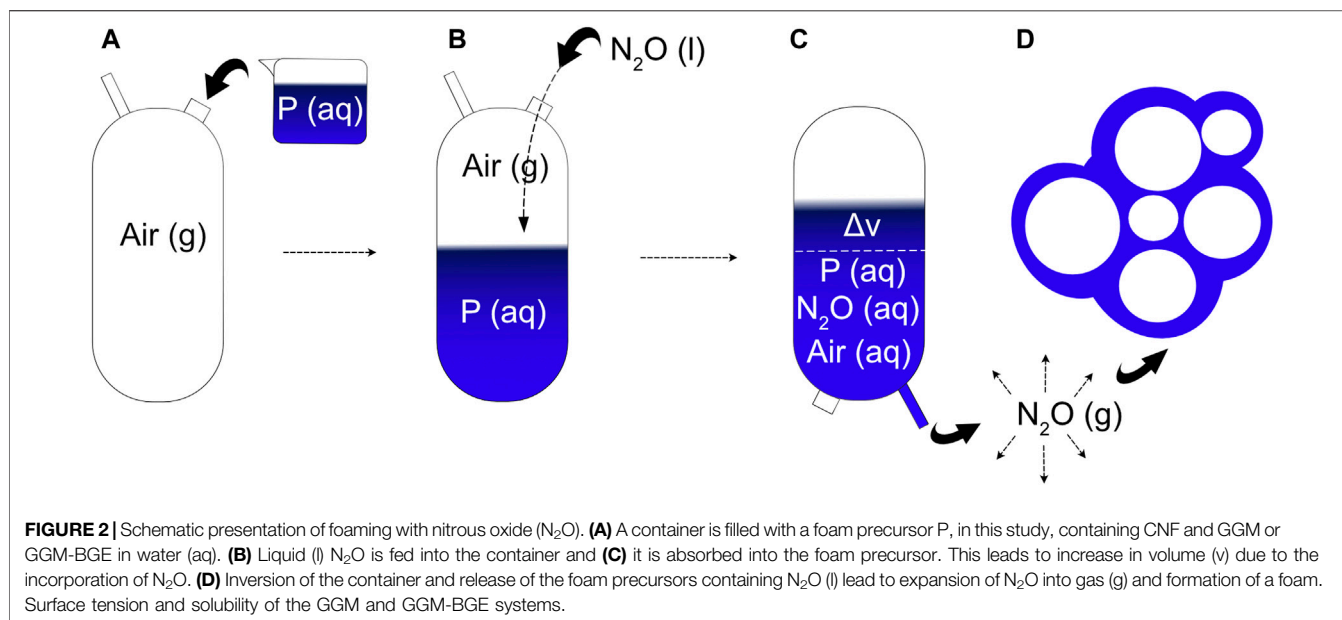 A
B
C
D
P (aq)
Air (g)
N₂O (l)
Air (g)
P (aq)
Δv
P (aq)
N₂O (aq)
Air (aq)
N₂O (g)
FIGURE 2 | Schematic presentation of foaming with nitrous oxide (N₂O). (A) A container is filled with a foam precursor P, in this study, containing CNF and GGM or
GGM-BGE in water (aq). (B) Liquid (l) N₂O is fed into the container and (C) it is absorbed into the foam precursor. This leads to increase in volume (v) due to the
incorporation of N₂O. (D) Inversion of the container and release of the foam precursors containing N₂O (l) lead to expansion of N₂O into gas (g) and formation of a foam.
Surface tension and solubility of the GGM and GGM-BGE systems.